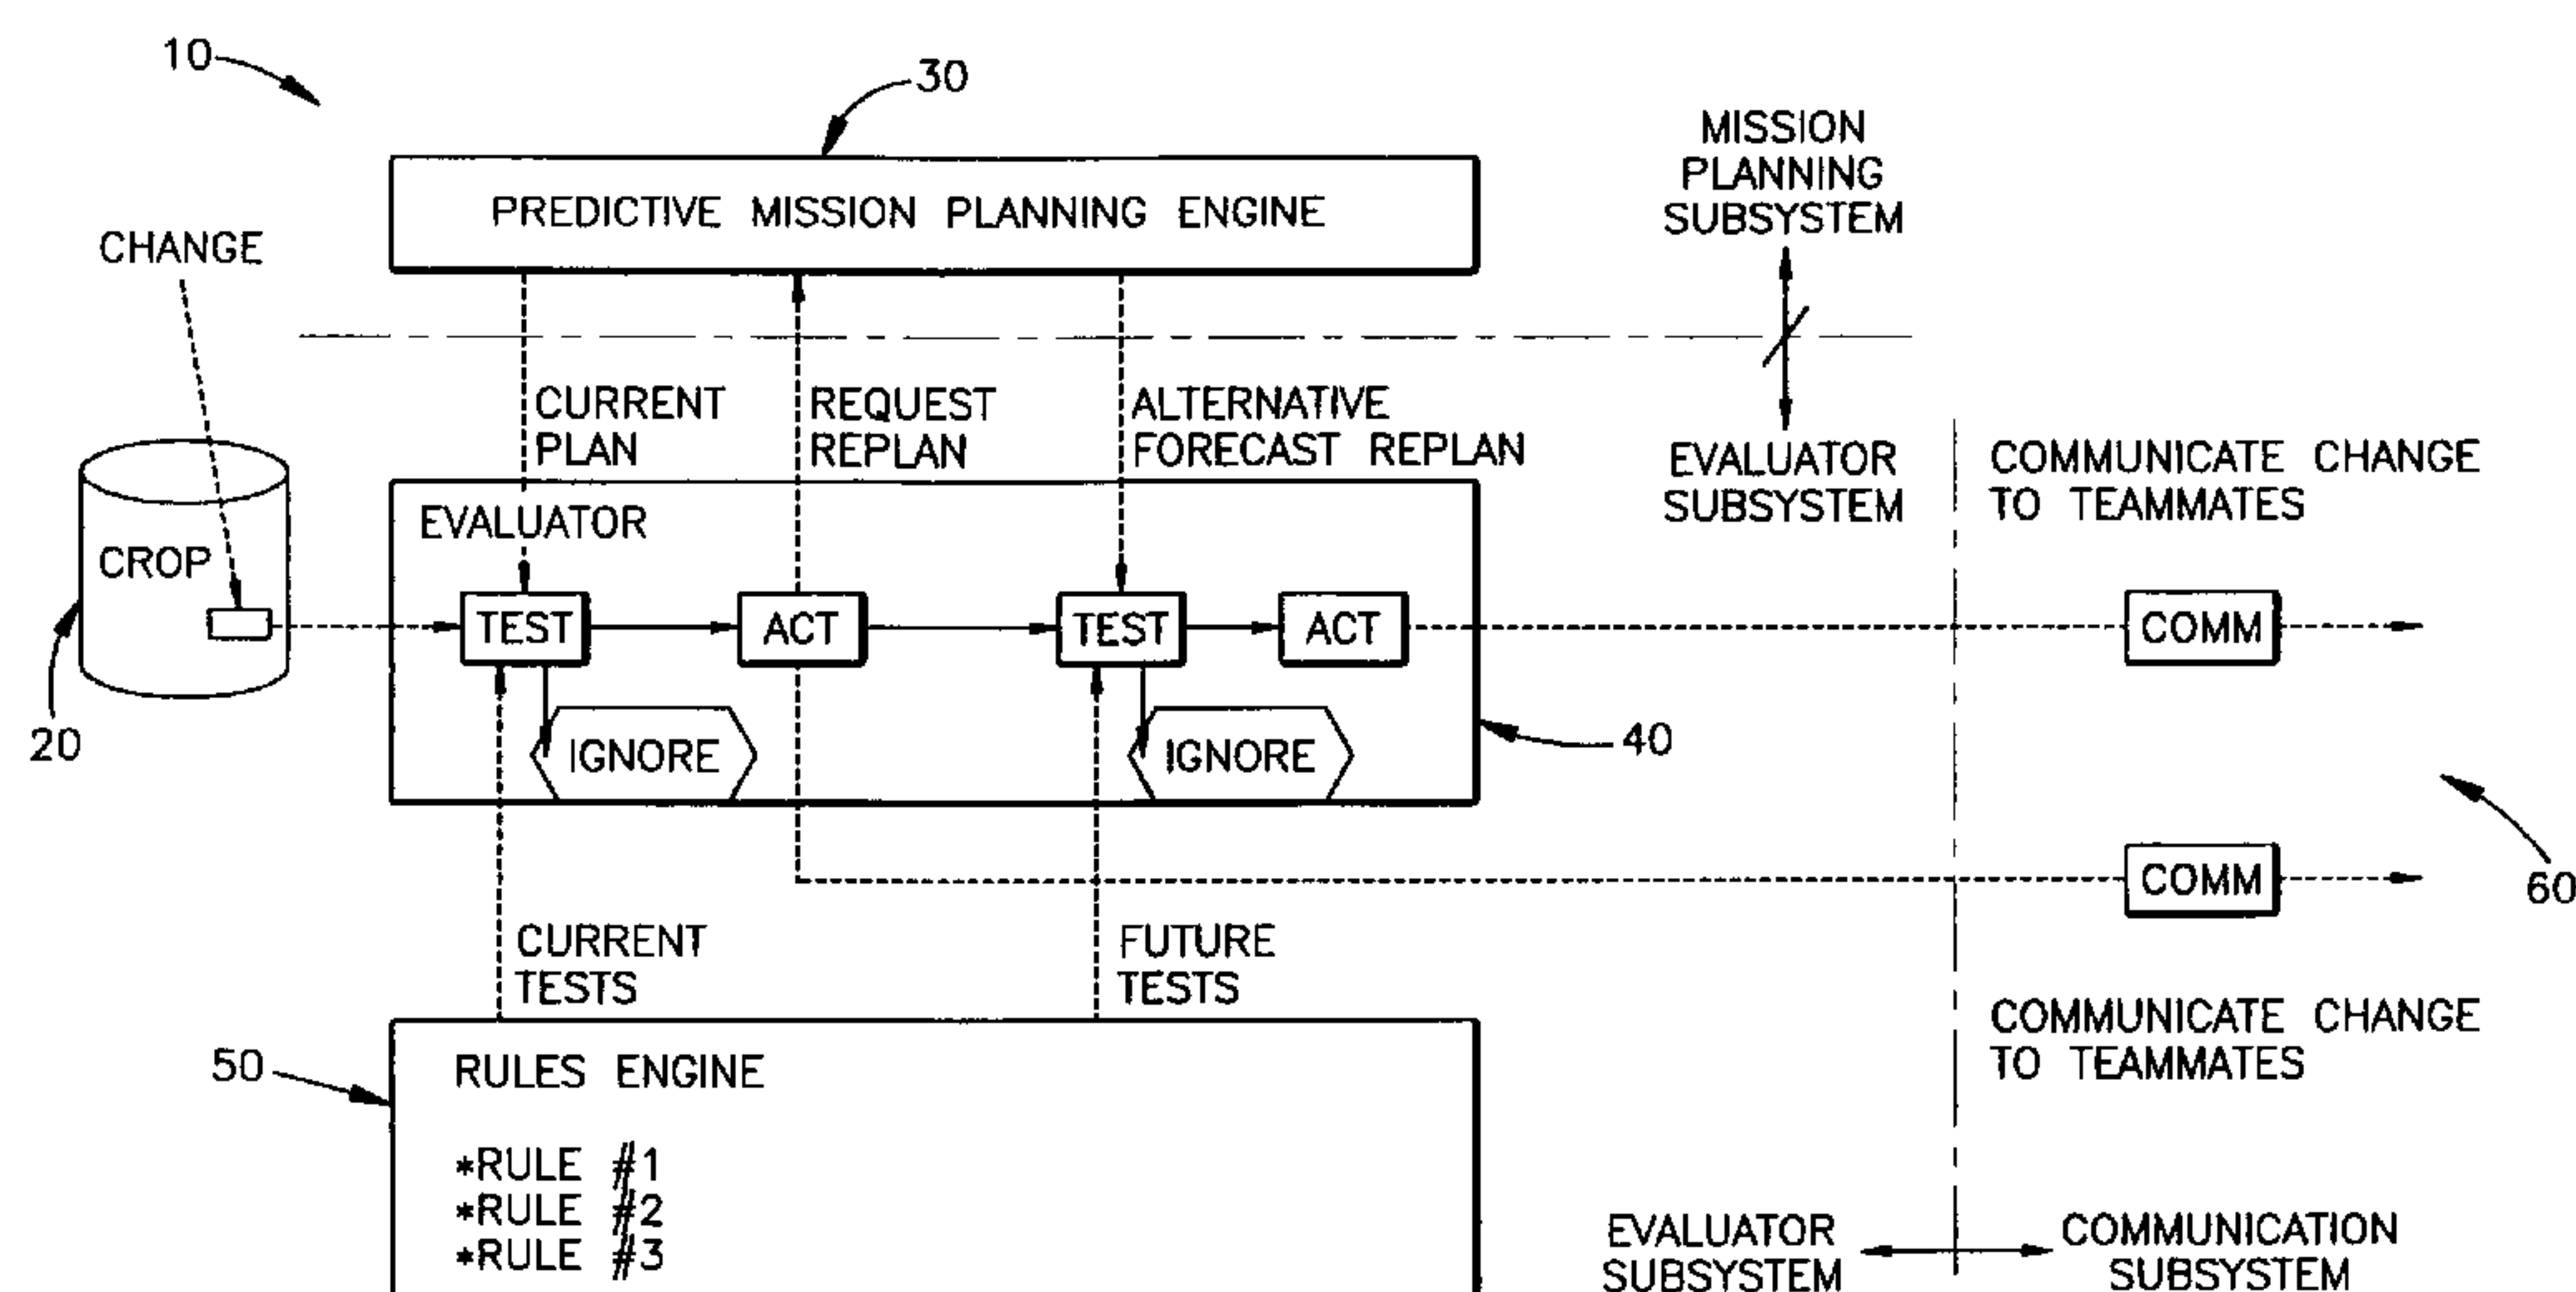 10
30
MISSION
PLANNING
SUBSYSTEM
PREDICTIVE MISSION PLANNING ENGINE
CHANGE
CURRENT
PLAN
REQUEST
REPLAN
ALTERNATIVE
FORECAST REPLAN
EVALUATOR
SUBSYSTEM
COMMUNICATE CHANGE
TO TEAMMATES
EVALUATOR
CROP
TEST
ACT
TEST
ACT
COMM
20
IGNORE
IGNORE
40
COMM
60
CURRENT
TESTS
FUTURE
TESTS
COMMUNICATE CHANGE
TO TEAMMATES
50
RULES ENGINE
*RULE #1
*RULE #2
*RULE #3
EVALUATOR
SUBSYSTEM
COMMUNICATION
SUBSYSTEM